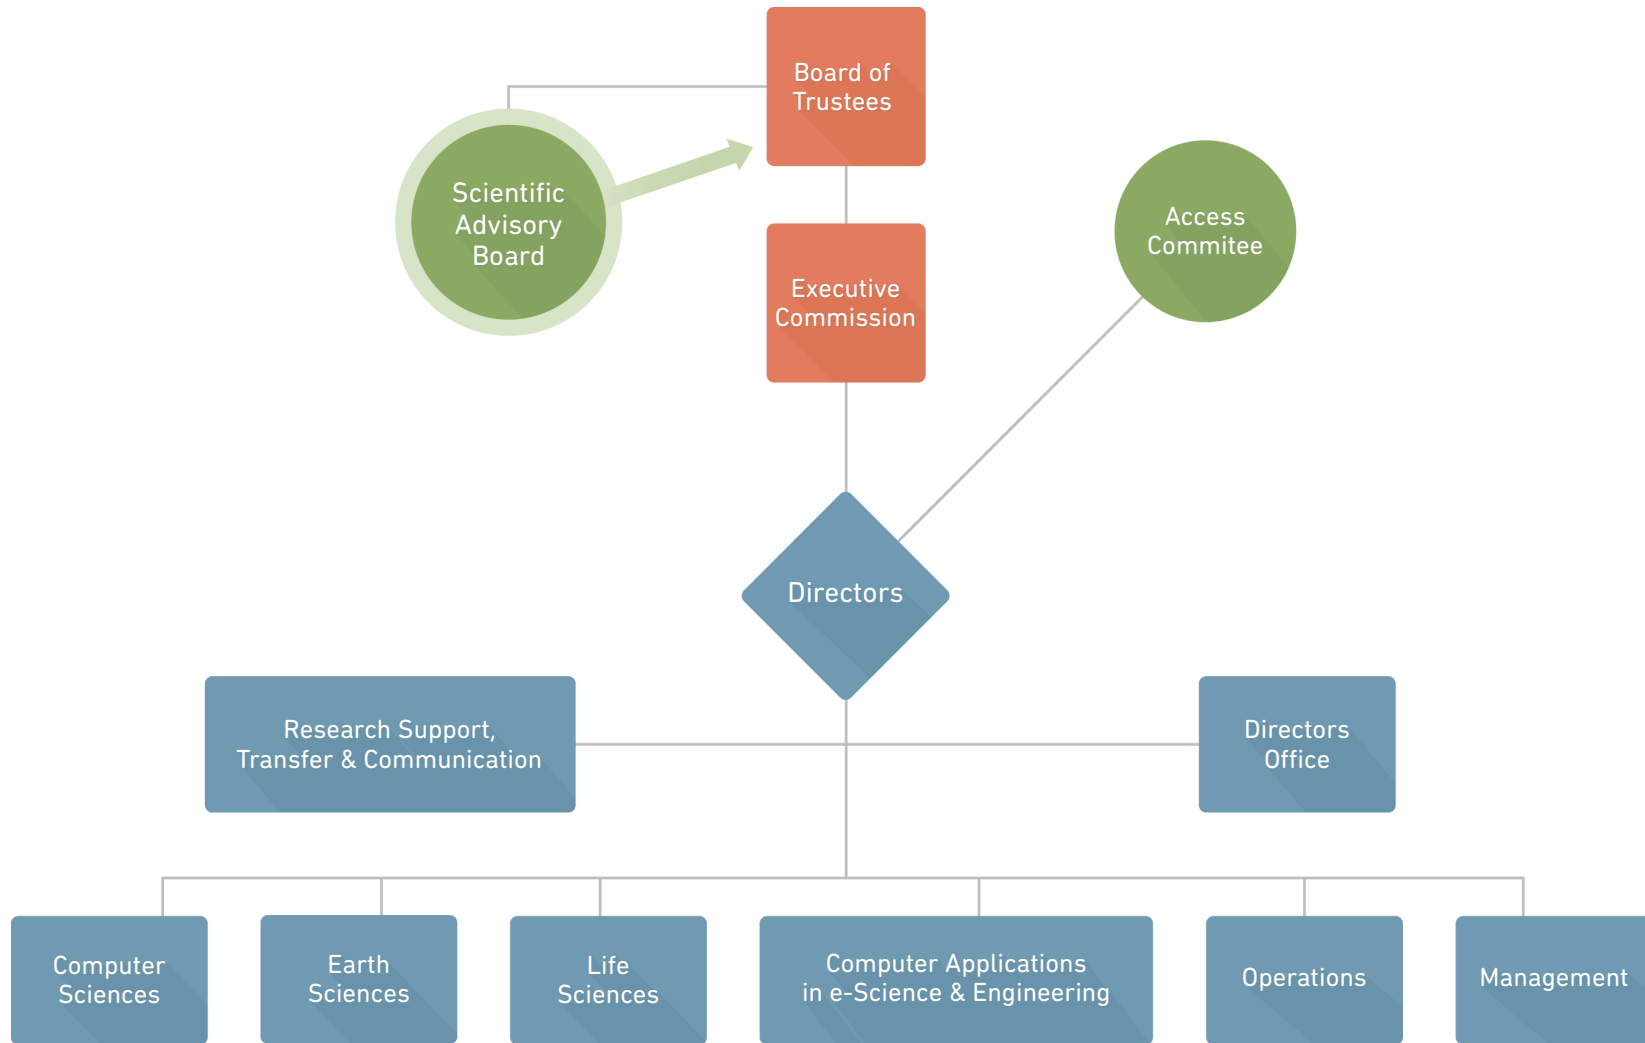 Board of
Trustees
Scientific
Advisory
Board
Access
Commitee
Executive
Commission
Directors
Research Support,
Transfer & Communication
Directors
Office
Computer
Sciences
Earth
Sciences
Life
Sciences
Computer Applications
in e-Science & Engineering
Operations
Management